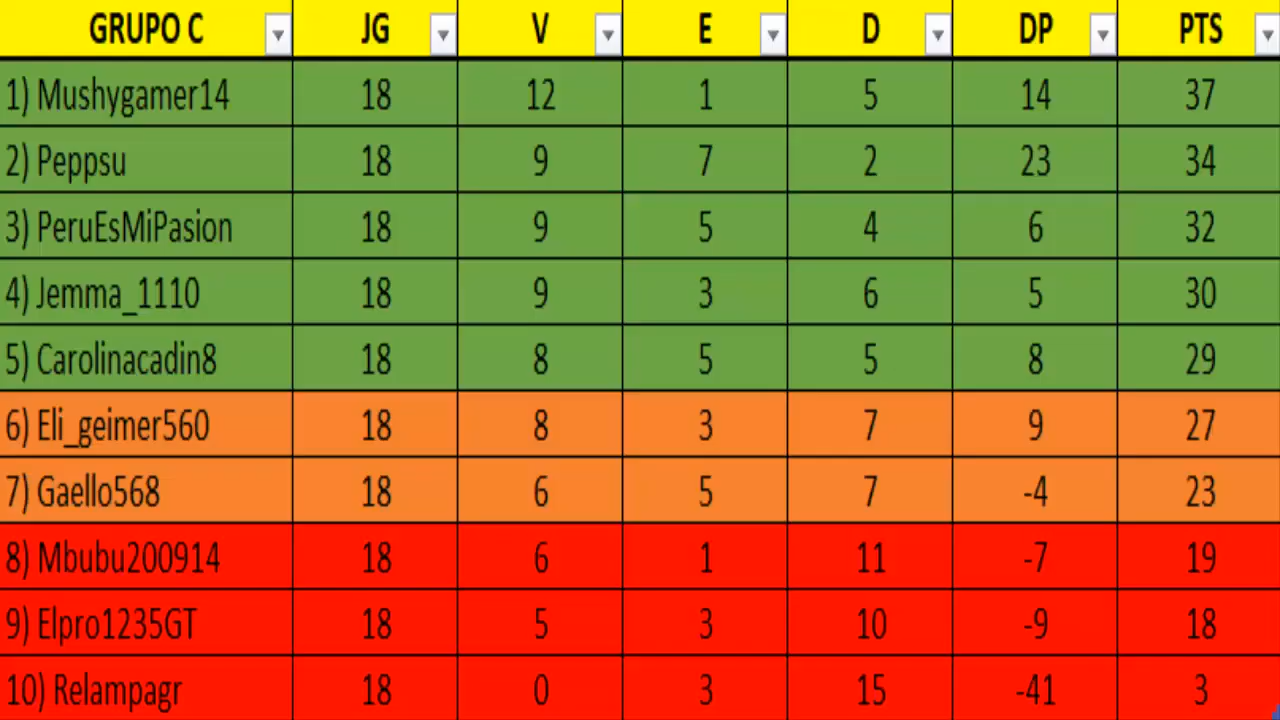 GRUPO C JG V E D DP PTS
1) Mushygamer14 18 12 1 5 14 37
2) Peppsu 18 9 7 2 23 34
3) PeruEsMiPasion 18 9 5 4 6 32
4) Jemma_1110 18 9 3 6 5 30
5) Carolinacadin8 18 8 5 5 8 29
6) Eli_geimer560 18 8 3 7 9 27
7) Gaello568 18 6 5 7 -4 23
8) Mbubu200914 18 6 1 11 -7 19
9) Elpro1235GT 18 5 3 10 -9 18
10) Relampagr 18 0 3 15 -41 3